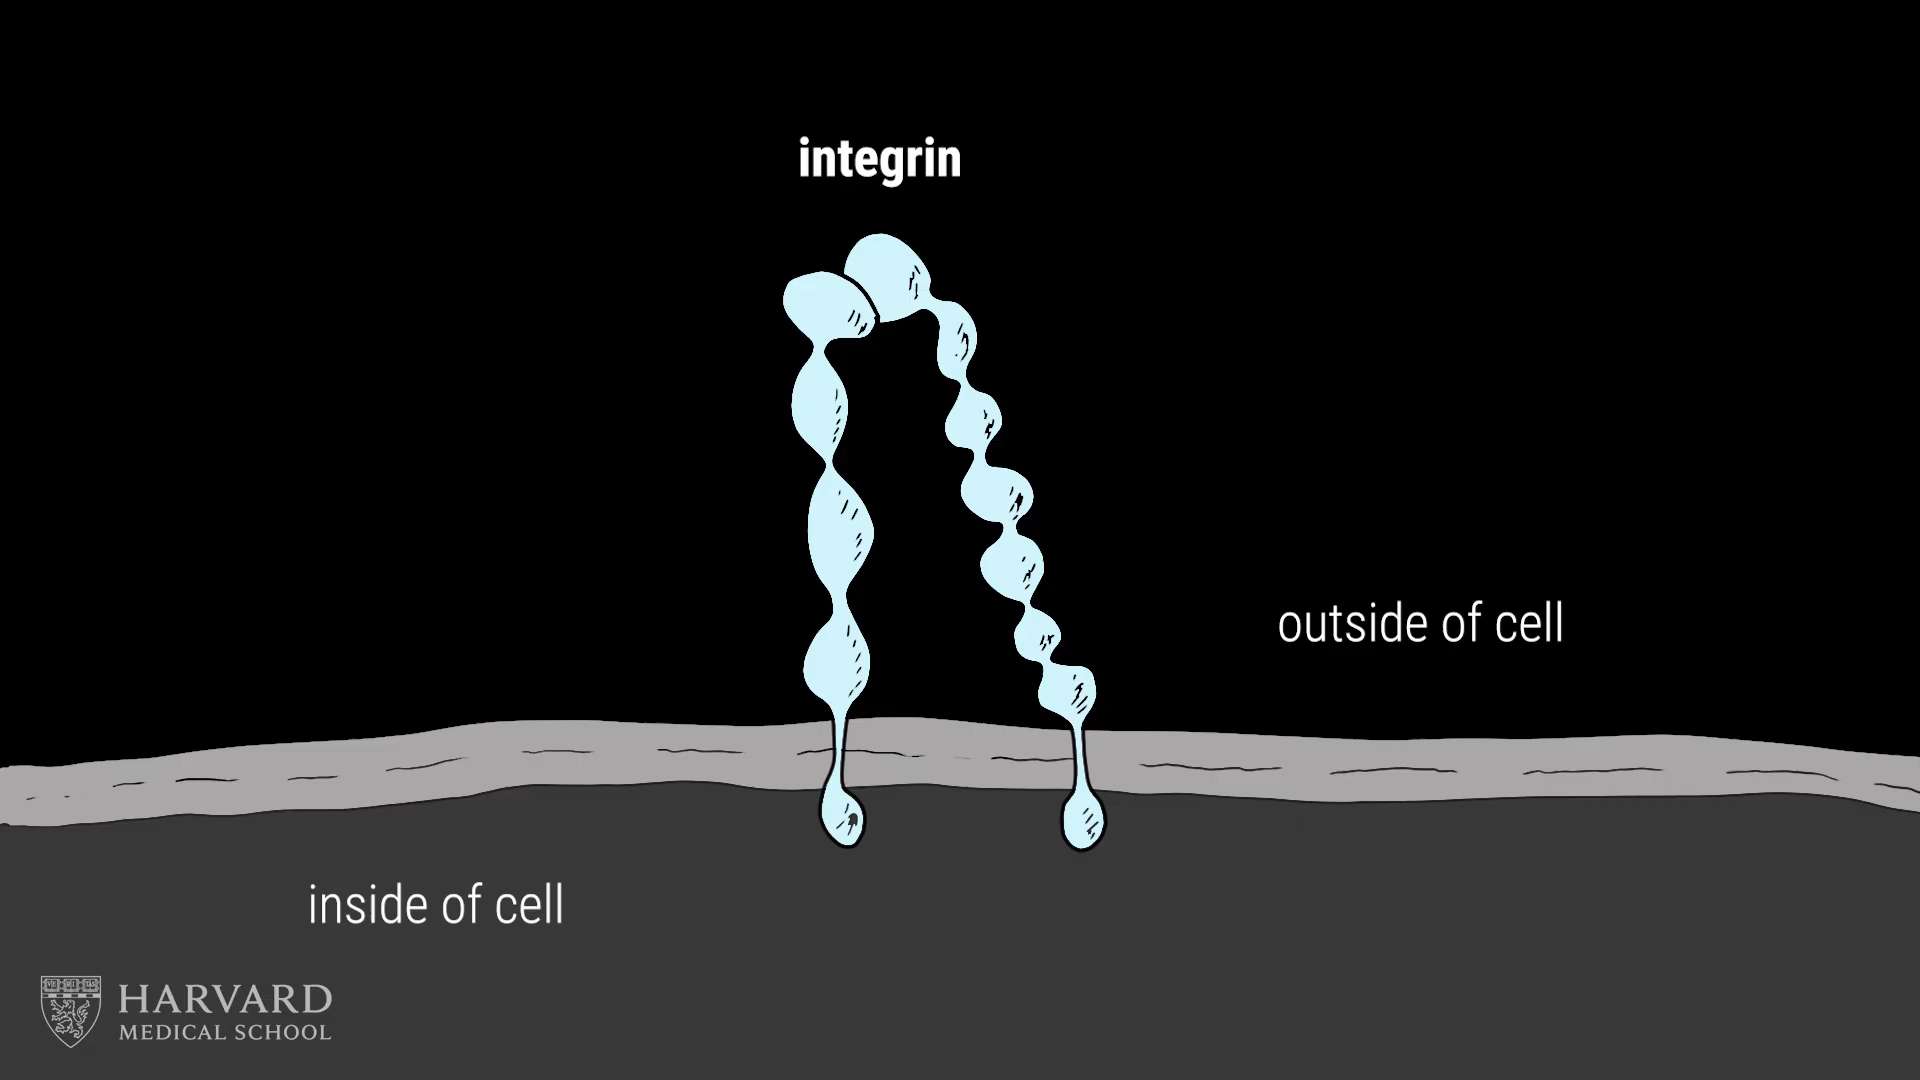 integrin
outside of cell
inside of cell
HARVARD
MEDICAL SCHOOL